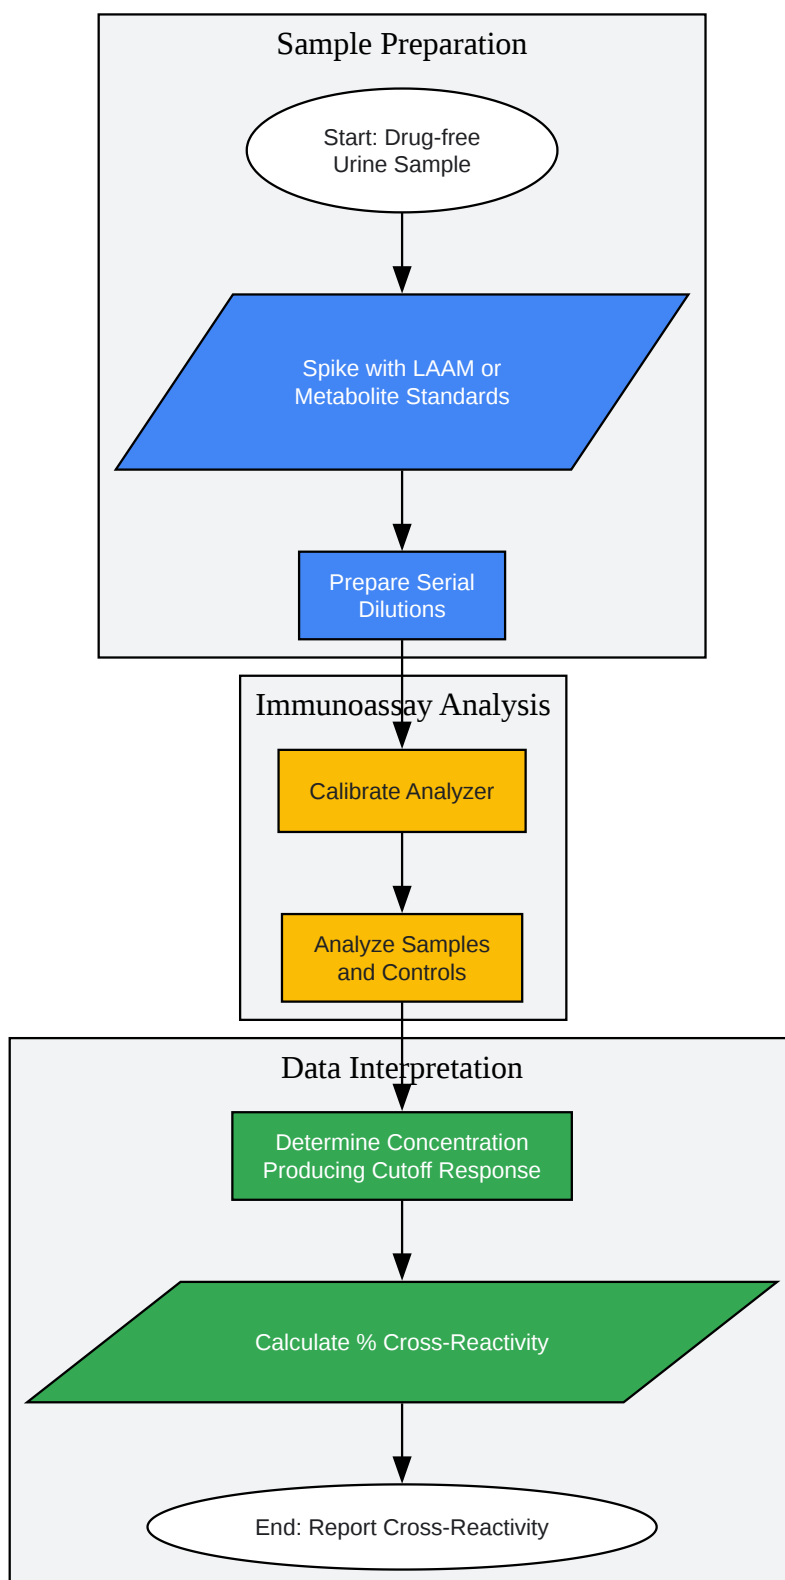 Sample Preparation
Start: Drug-free
Urine Sample
Spike with LAAM or
Metabolite Standards
Prepare Serial
Dilutions
Immunoassay Analysis
Calibrate Analyzer
Analyze Samples
and Controls
Data Interpretation
Determine Concentration
Producing Cutoff Response
Calculate % Cross-Reactivity
End: Report Cross-Reactivity